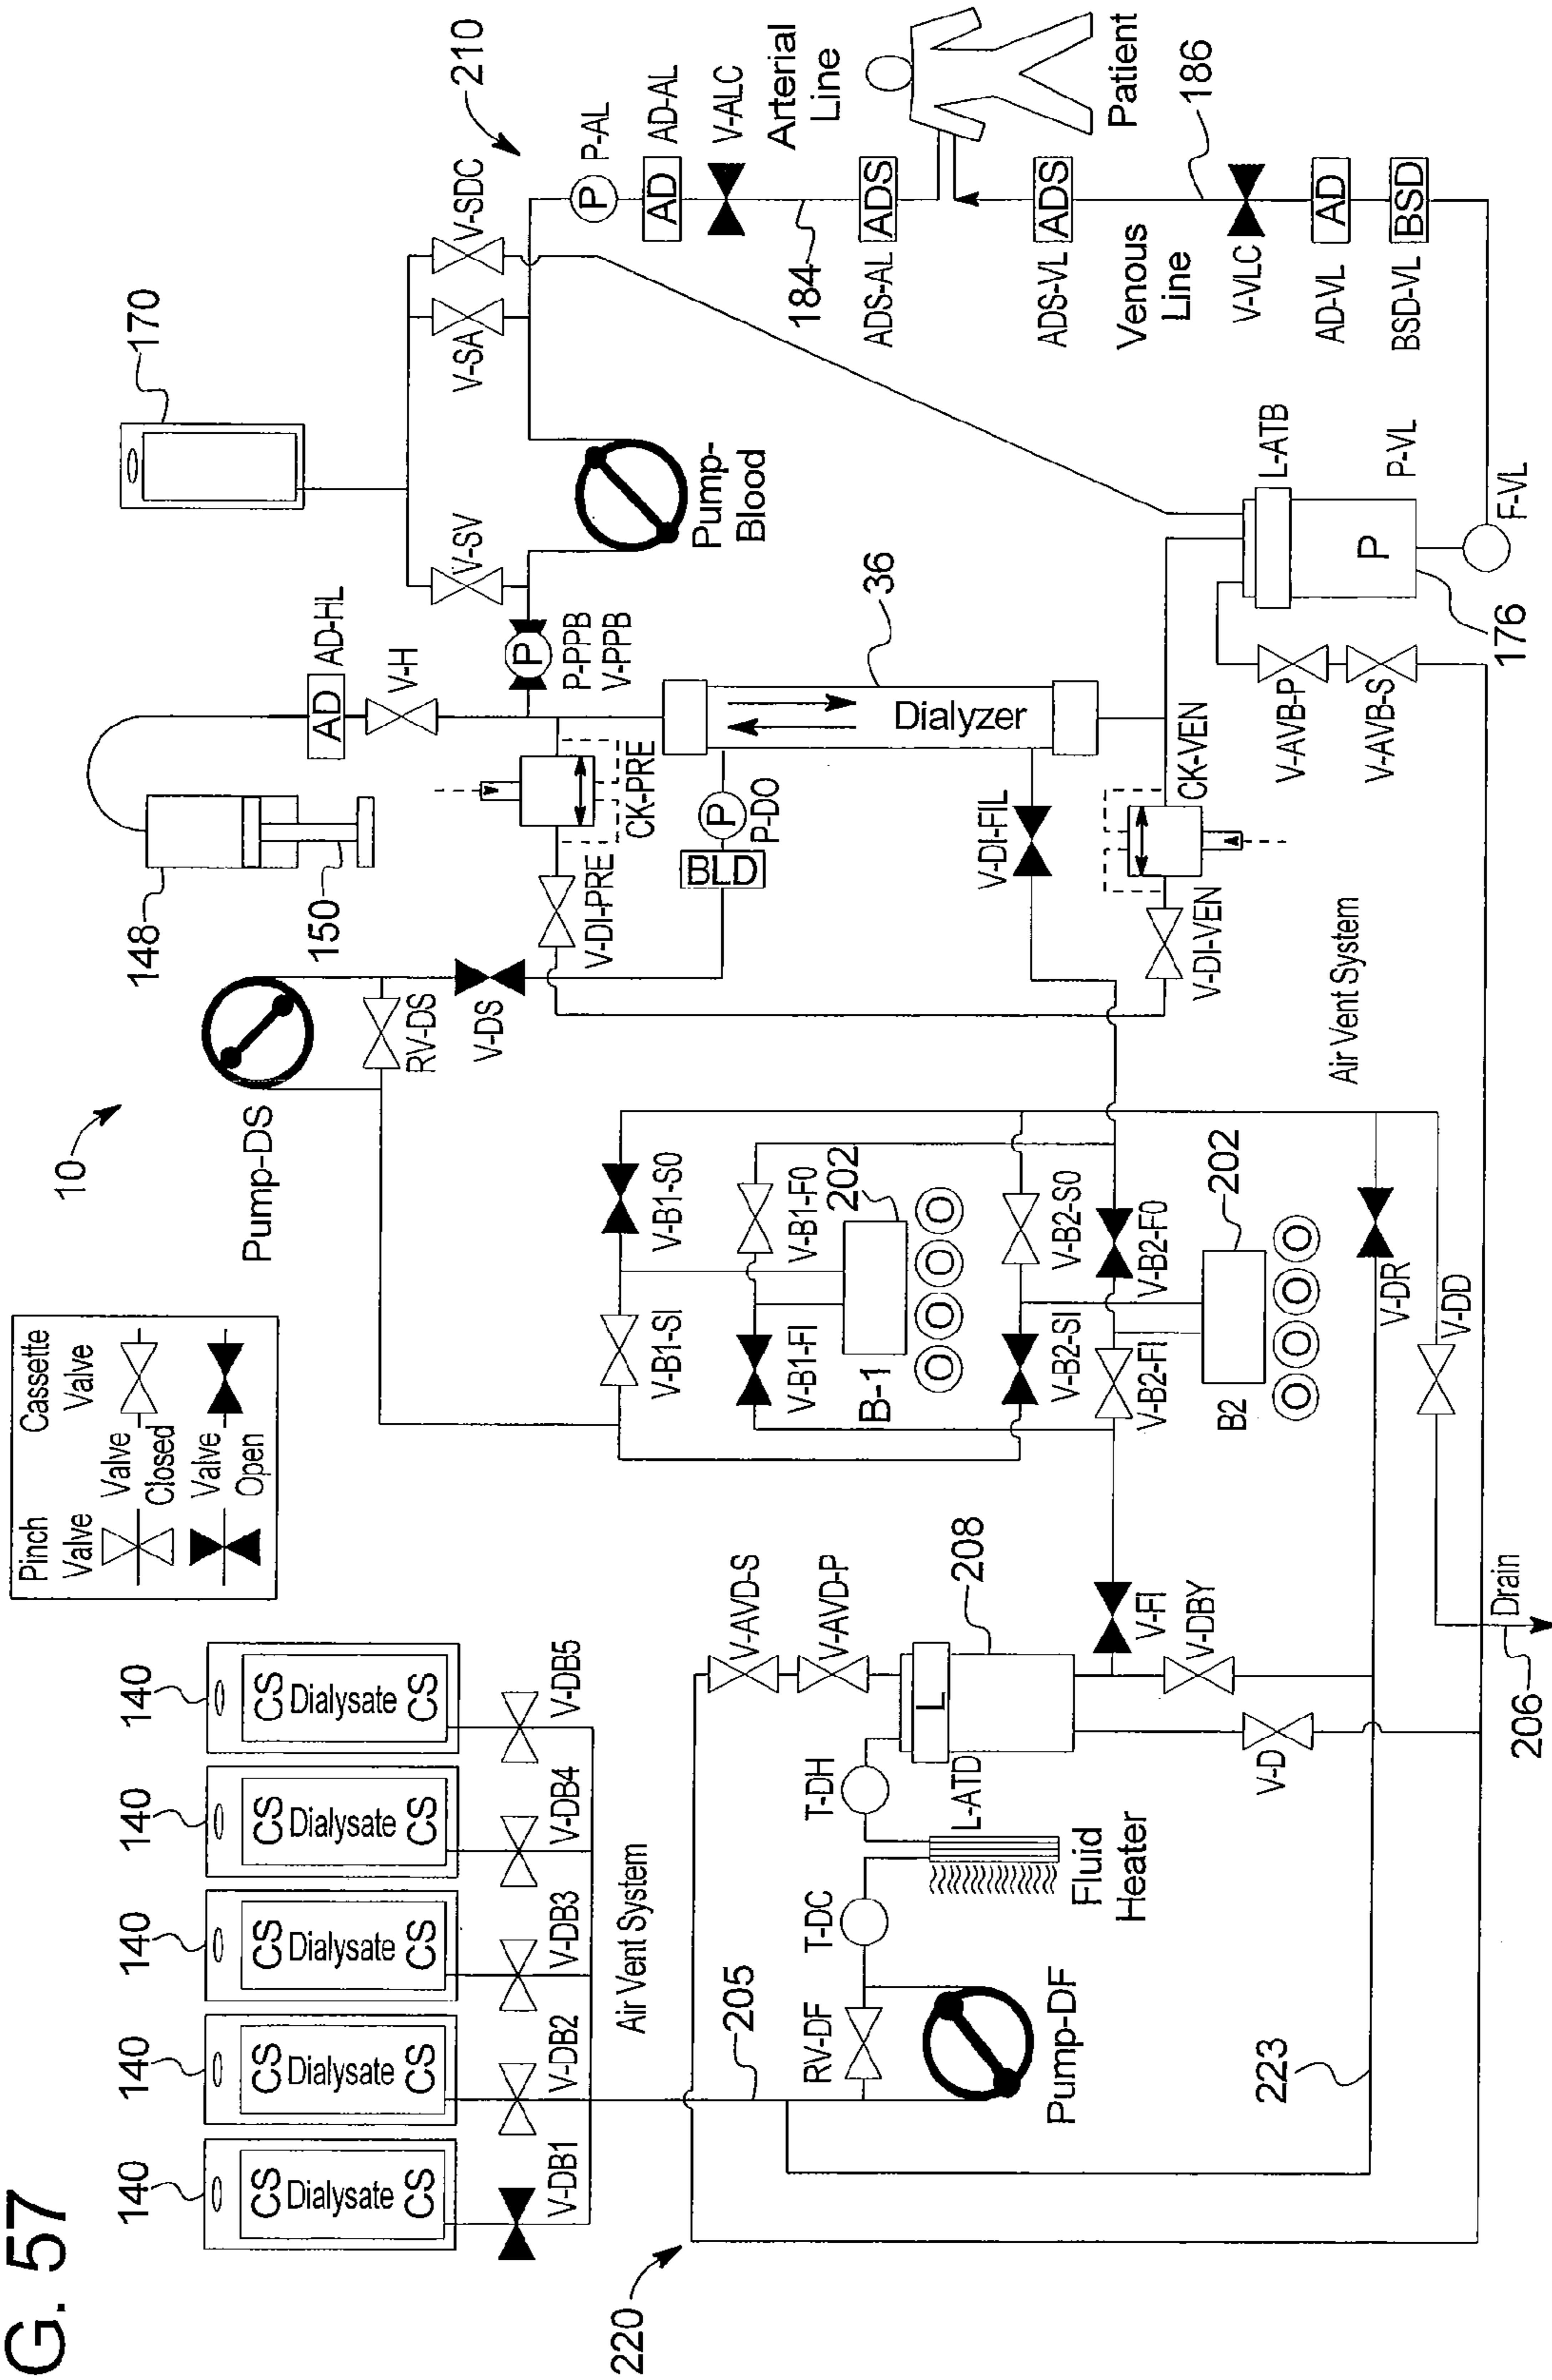 G. 57
10
Pinch Valve
Cassette Valve
Valve Closed
Valve Open
140
140
140
140
140
CS Dialysate CS
CS Dialysate CS
CS Dialysate CS
CS Dialysate CS
CS Dialysate CS
V-DB1
V-DB2
V-DB3
V-DB4
V-DB5
Air Vent System
220
205
RV-DF
Pump-DF
T-DC
T-DH
Fluid Heater
L-ATD
L
V-AVD-S
V-AVD-P
208
V-FI
V-DBY
V-D
223
206
Drain
Pump-DS
RV-DS
V-DS
V-B1-SI
V-B1-S0
V-B1-FI
V-B1-F0
B-1
202
O O O O
V-B2-SI
V-B2-S0
V-B2-FI
V-B2-F0
B2
202
O O O O
V-DR
V-DD
148
150
AD
AD-HL
V-H
V-DI-PRE
CK-PRE
BLD
P
P-DO
Dialyzer
36
V-DI-FIL
V-DI-VEN
CK-VEN
Air Vent System
170
V-SV
V-SA
V-SDC
P
P-PPB
V-PPB
Pump-Blood
210
P
P-AL
AD
AD-AL
V-ALC
Arterial Line
184
ADS
ADS-AL
Patient
ADS
ADS-VL
Venous Line
186
V-VLC
AD
AD-VL
BSD
BSD-VL
L-ATB
P
P-VL
F-VL
176
V-AVB-P
V-AVB-S